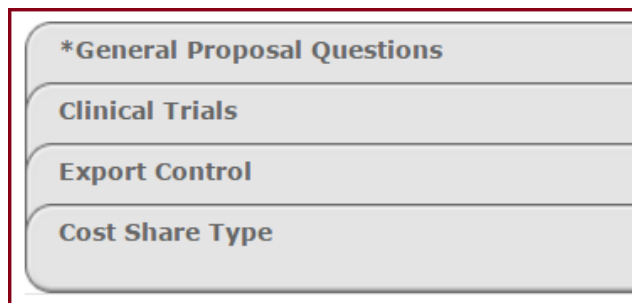 *General Proposal Questions
Clinical Trials
Export Control
Cost Share Type